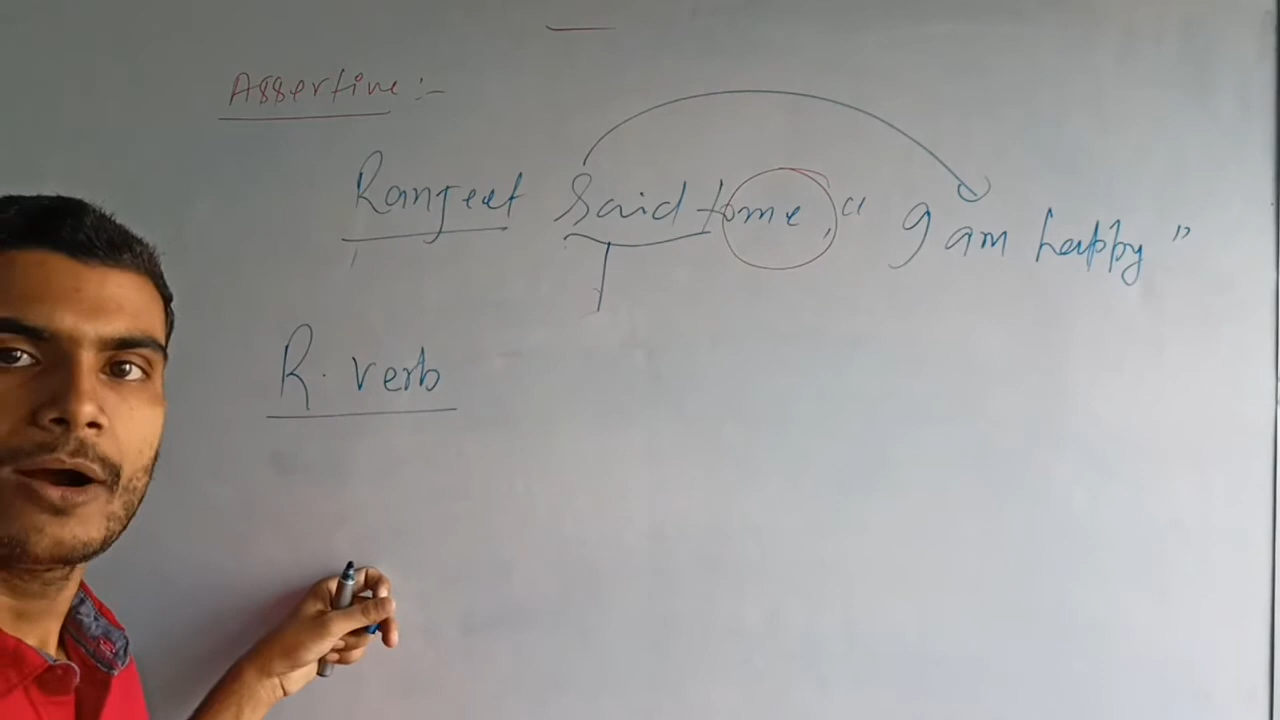 Assertive :-
Ranjeet Said to me, " I am happy "
R. verb